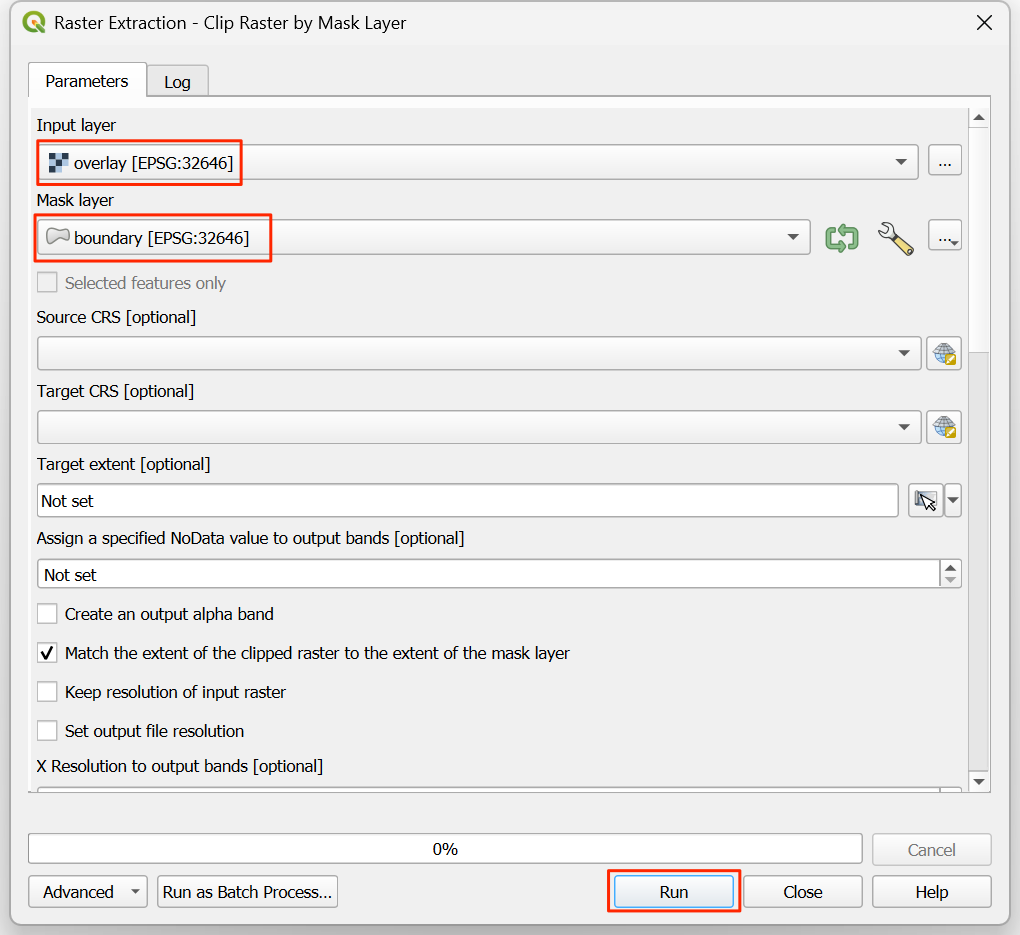 Raster Extraction - Clip Raster by Mask Layer
Parameters
Log
Input layer
overlay [EPSG:32646]
...
Mask layer
boundary [EPSG:32646]
...
Selected features only
Source CRS [optional]
Target CRS [optional]
Target extent [optional]
Not set
Assign a specified NoData value to output bands [optional]
Not set
Create an output alpha band
Match the extent of the clipped raster to the extent of the mask layer
Keep resolution of input raster
Set output file resolution
X Resolution to output bands [optional]
0%
Cancel
Advanced
Run as Batch Process...
Run
Close
Help